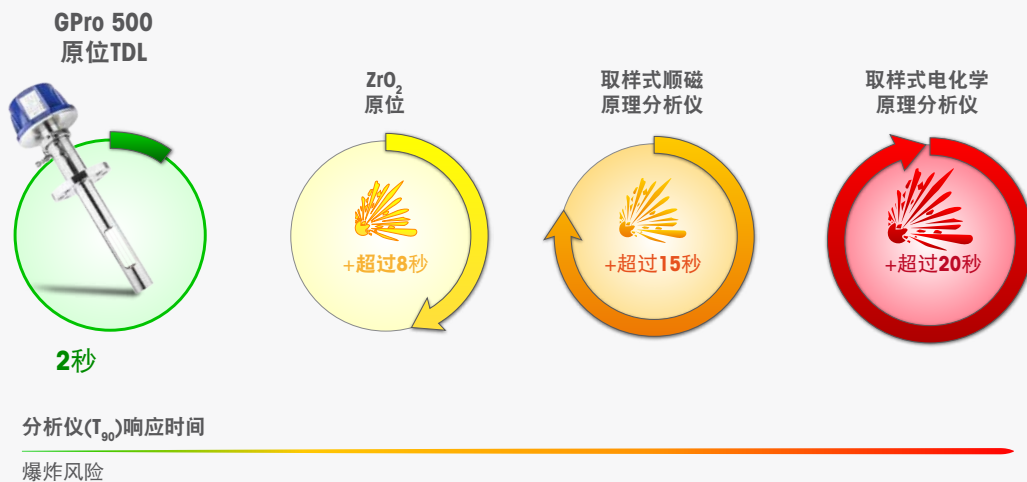 GPro 500
原位TDL
ZrO₂
原位
取样式顺磁
原理分析仪
取样式电化学
原理分析仪
+超过8秒
+超过15秒
+超过20秒
2秒
分析仪(T₉₀)响应时间
爆炸风险